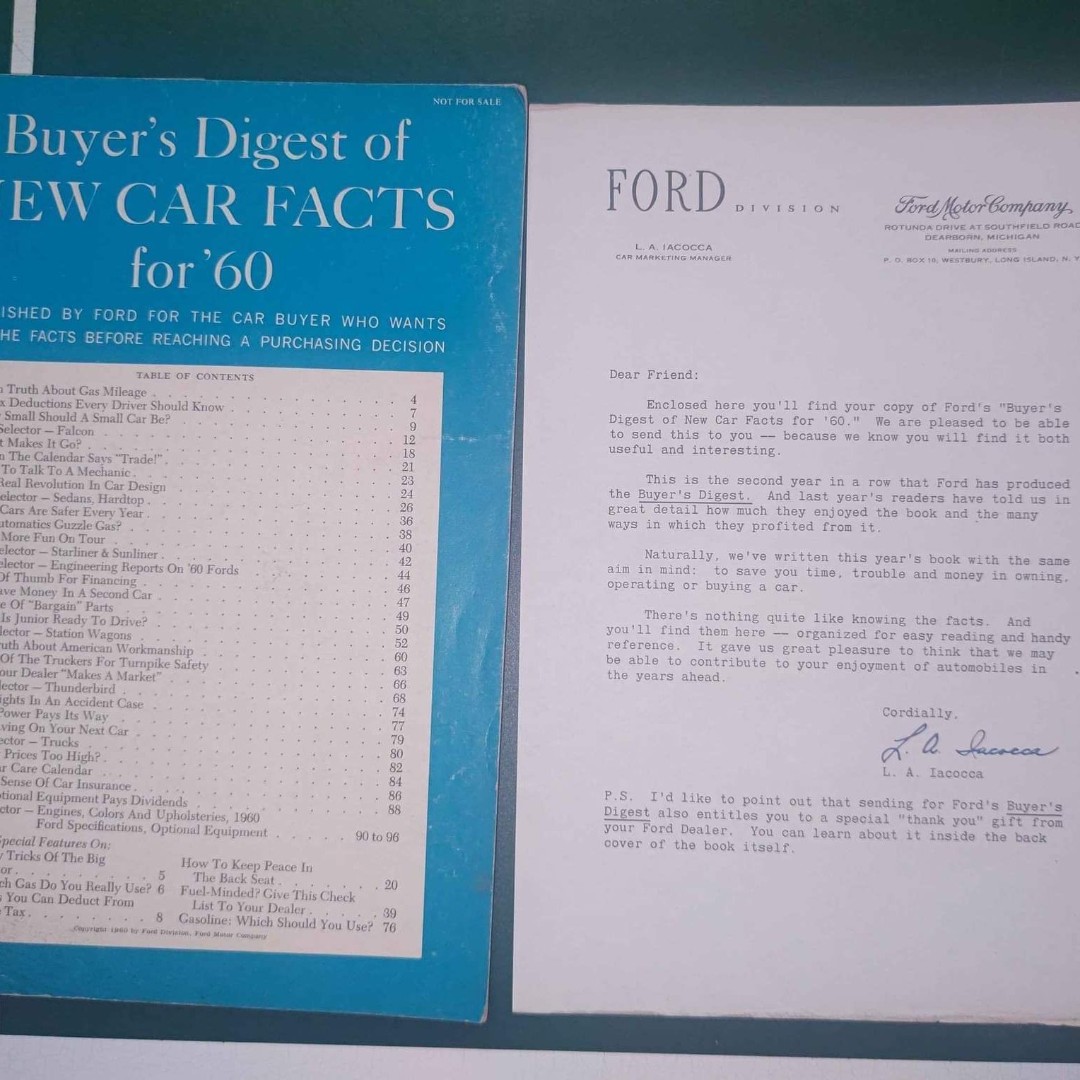 NOT FOR SALE
Buyer's Digest of
EW CAR FACTS
for '60
ISHED BY FORD FOR THE CAR BUYER WHO WANTS
HE FACTS BEFORE REACHING A PURCHASING DECISION
TABLE OF CONTENTS
Truth About Gas Mileage . 4
x Deductions Every Driver Should Know 7
Small Should A Small Car Be? 9
Selector — Falcon 12
t Makes It Go? 18
n The Calendar Says "Trade!" . 21
To Talk To A Mechanic . 23
Real Revolution In Car Design 24
elector — Sedans, Hardtop . 26
Cars Are Safer Every Year . 36
utomatics Guzzle Gas? 38
More Fun On Tour 40
elector — Starliner & Sunliner . 42
elector — Engineering Reports On '60 Fords 44
Of Thumb For Financing 46
ave Money In A Second Car 47
e Of "Bargain" Parts 49
Is Junior Ready To Drive? 50
lector — Station Wagons 52
uth About American Workmanship 60
Of The Truckers For Turnpike Safety 63
our Dealer "Makes A Market" 66
lector — Thunderbird . 68
ights In An Accident Case 74
Power Pays Its Way 77
ving On Your Next Car 79
ector — Trucks 80
Prices Too High? . 82
r Care Calendar 84
Sense Of Car Insurance . 86
tional Equipment Pays Dividends 88
ctor — Engines, Colors And Upholsteries, 1960
Ford Specifications, Optional Equipment . . . . . 90 to 96
pecial Features On:
y Tricks Of The Big
or . . . . . . . . 5
ch Gas Do You Really Use? 6
s You Can Deduct From
Tax . . . . . . . 8
How To Keep Peace In
The Back Seat . . . . . . 20
Fuel-Minded? Give This Check
List To Your Dealer . . . . 39
Gasoline: Which Should You Use? 76
Copyright 1960 by Ford Division, Ford Motor Company
FORD DIVISION
L. A. IACOCCA
CAR MARKETING MANAGER
Ford Motor Company,
ROTUNDA DRIVE AT SOUTHFIELD ROAD
DEARBORN, MICHIGAN
MAILING ADDRESS
P. O. BOX 10, WESTBURY, LONG ISLAND, N. Y
Dear Friend:
Enclosed here you'll find your copy of Ford's "Buyer's
Digest of New Car Facts for '60." We are pleased to be able
to send this to you -- because we know you will find it both
useful and interesting.
This is the second year in a row that Ford has produced
the Buyer's Digest. And last year's readers have told us in
great detail how much they enjoyed the book and the many
ways in which they profited from it.
Naturally, we've written this year's book with the same
aim in mind: to save you time, trouble and money in owning,
operating or buying a car.
There's nothing quite like knowing the facts. And
you'll find them here -- organized for easy reading and handy
reference. It gave us great pleasure to think that we may
be able to contribute to your enjoyment of automobiles in
the years ahead.
Cordially,
L. A. Iacocca
L. A. Iacocca
P.S. I'd like to point out that sending for Ford's Buyer's
Digest also entitles you to a special "thank you" gift from
your Ford Dealer. You can learn about it inside the back
cover of the book itself.